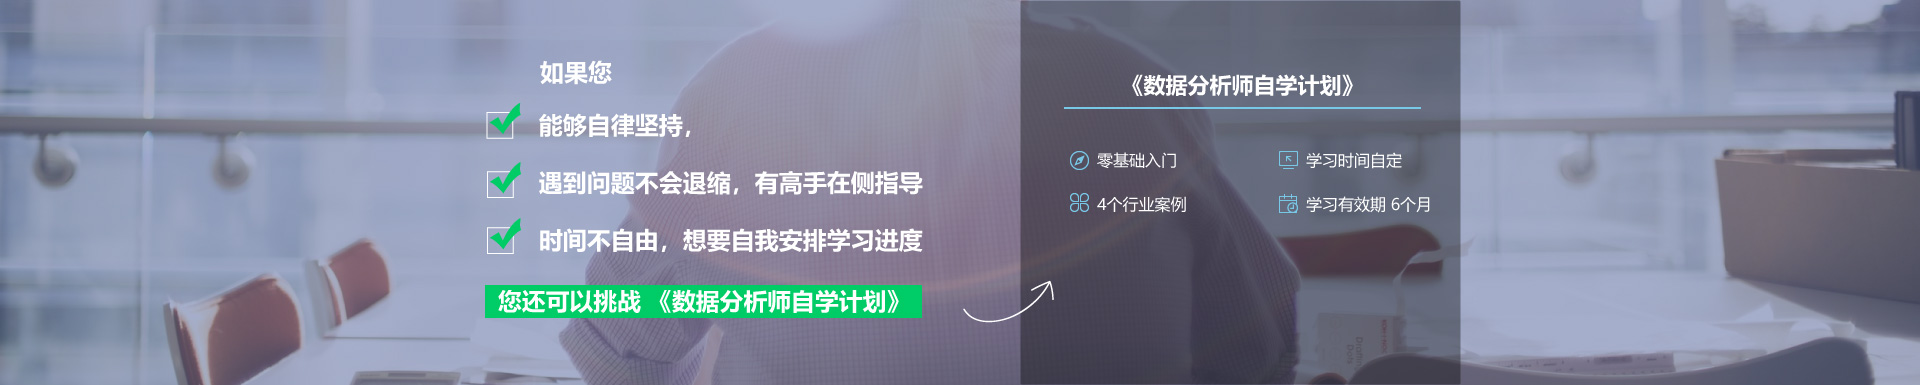 如果您
能够自律坚持，
遇到问题不会退缩，有高手在侧指导
时间不自由，想要自我安排学习进度
您还可以挑战 《数据分析师自学计划》
《数据分析师自学计划》
零基础入门
学习时间自定
4个行业案例
学习有效期 6个月